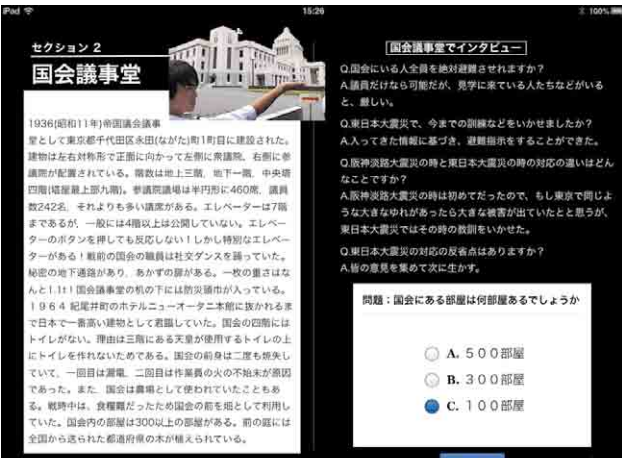 iPad
15:26
100%
セクション 2
国会議事堂
1936(昭和11年)帝国議会議事
堂として東京都千代田区永田(ながた)町1町目に建設された。
建物は左右対称形で正面に向かって左側に衆議院、右側に参
議院が配置されている。階数は地上三階、地下一階、中央塔
四階(塔屋最上部九階)。参議院議場は半円形に460席、議員
数242名、それよりも多い議席がある。エレベーターは7階
まであるが、一般には4階以上は公開していない。エレベー
ターのボタンを押しても反応しない！しかし特別なエレベー
ターがある！戦前の国会の職員は社交ダンスを踊っていた。
秘密の地下通路があり、あかずの扉がある。一枚の重さはな
んと1.1t！国会議事堂の机の下には防災頭巾が入っている。
１９６４ 紀尾井町のホテルニューオータニ本館に抜かれるま
で日本で一番高い建物として君臨していた。国会の四階には
トイレがない。理由は三階にある天皇が使用するトイレの上
にトイレを作れないためである。国会の前身は二度も焼失し
ていて、一回目は漏電、二回目は作業員の火の不始末が原因
であった。また、国会は農場として使われていたこともあ
る。戦時中は、食糧難だったため国会の前を畑として利用し
ていた。国会内の部屋は300以上の部屋がある。前の庭には
全国から送られた都道府県の木が植えられている。
国会議事堂でインタビュー
Q.国会にいる人全員を絶対避難させれますか？
A.議員だけなら可能だが、見学に来ている人たちなどがいる
と、厳しい。
Q.東日本大震災で、今までの訓練などをいかせましたか？
A.入ってきた情報に基づき、避難指示をすることができた。
Q.阪神淡路大震災の時と東日本大震災の時の対応の違いはどん
なことですか？
A.阪神淡路大震災の時は初めてだったので、もし東京で同じよ
うな大きなゆれがあったら大きな被害が出ていたとと思うが、
東日本大震災ではその時の教訓をいかせた。
Q.東日本大震災の対応の反省点はありますか？
A.皆の意見を集めて次に生かす。
問題：国会にある部屋は何部屋あるでしょうか
A. ５００部屋
B. ３００部屋
C. １００部屋